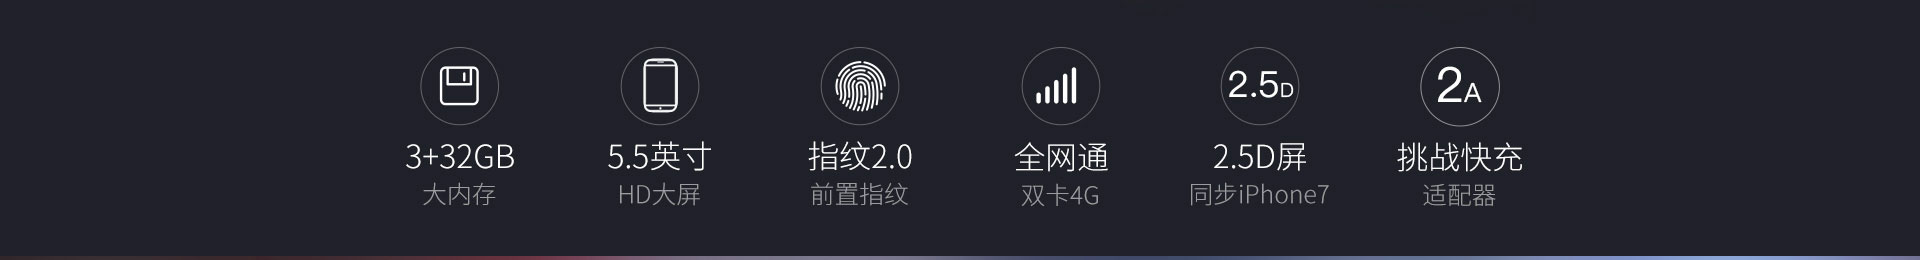 2.5D
2A
3+32GB
5.5英寸
指纹2.0
全网通
2.5D屏
挑战快充
大内存
HD大屏
前置指纹
双卡4G
同步iPhone7
适配器